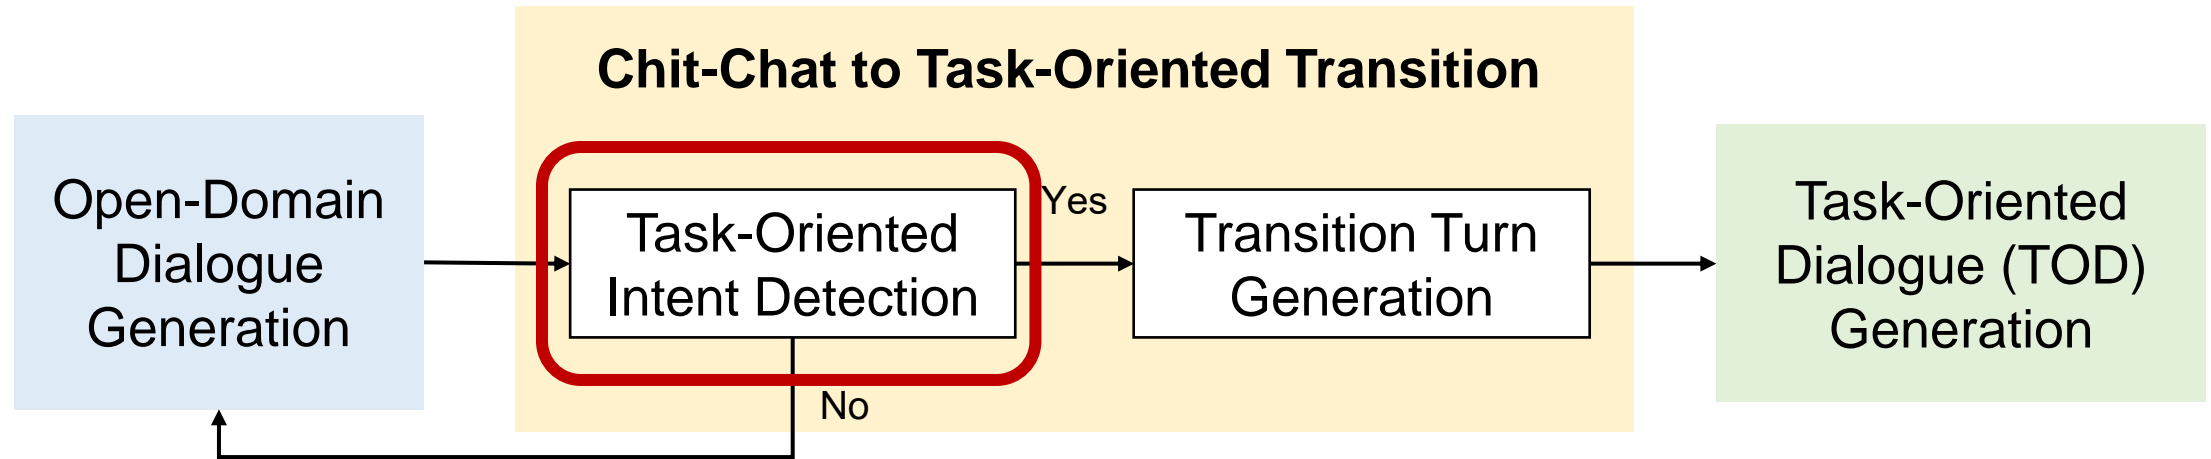 Chit-Chat to Task-Oriented Transition
Open-Domain
Dialogue
Generation
Task-Oriented
Intent Detection
Yes
No
Transition Turn
Generation
Task-Oriented
Dialogue (TOD)
Generation